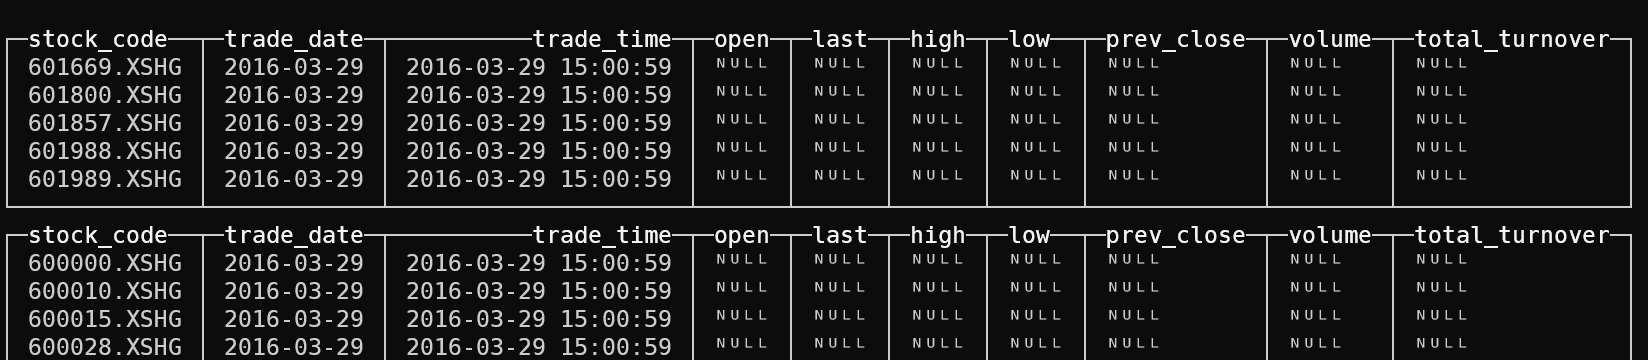 stock_code trade_date trade_time open last high low prev_close volume total_turnover
601669.XSHG 2016-03-29 2016-03-29 15:00:59 NULL NULL NULL NULL NULL NULL NULL
601800.XSHG 2016-03-29 2016-03-29 15:00:59 NULL NULL NULL NULL NULL NULL NULL
601857.XSHG 2016-03-29 2016-03-29 15:00:59 NULL NULL NULL NULL NULL NULL NULL
601988.XSHG 2016-03-29 2016-03-29 15:00:59 NULL NULL NULL NULL NULL NULL NULL
601989.XSHG 2016-03-29 2016-03-29 15:00:59 NULL NULL NULL NULL NULL NULL NULL
stock_code trade_date trade_time open last high low prev_close volume total_turnover
600000.XSHG 2016-03-29 2016-03-29 15:00:59 NULL NULL NULL NULL NULL NULL NULL
600010.XSHG 2016-03-29 2016-03-29 15:00:59 NULL NULL NULL NULL NULL NULL NULL
600015.XSHG 2016-03-29 2016-03-29 15:00:59 NULL NULL NULL NULL NULL NULL NULL
600028.XSHG 2016-03-29 2016-03-29 15:00:59 NULL NULL NULL NULL NULL NULL NULL